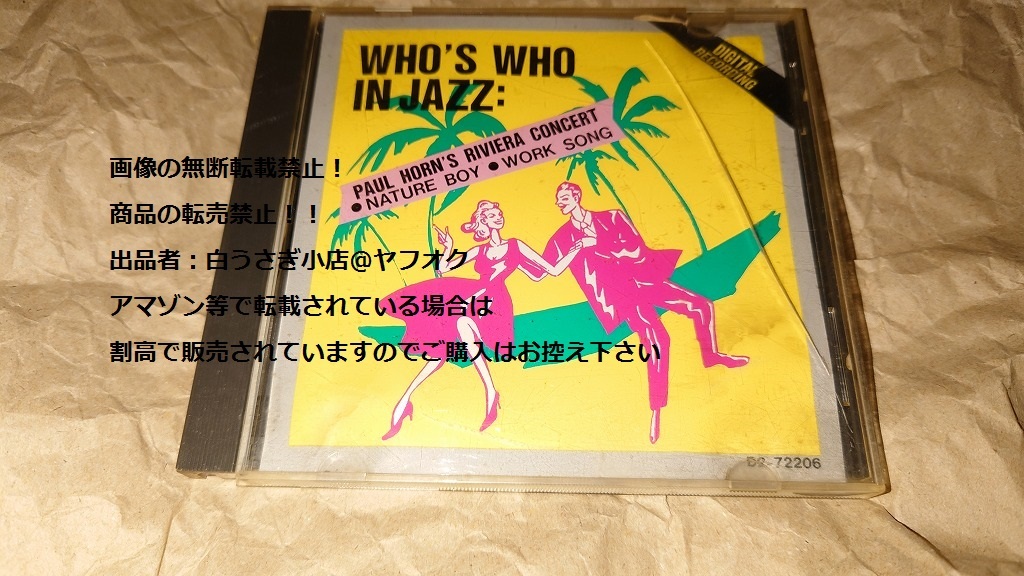 WHO'S WHO
IN JAZZ:
DIGITAL
RECORDING
PAUL HORN'S RIVIERA CONCERT
●NATURE BOY ●WORK SONG
画像の無断転載禁止！
商品の転売禁止！！
出品者：白うさぎ小店@ヤフオク
アマゾン等で転載されている場合は
割高で販売されていますのでご購入はお控え下さい
DS-72206